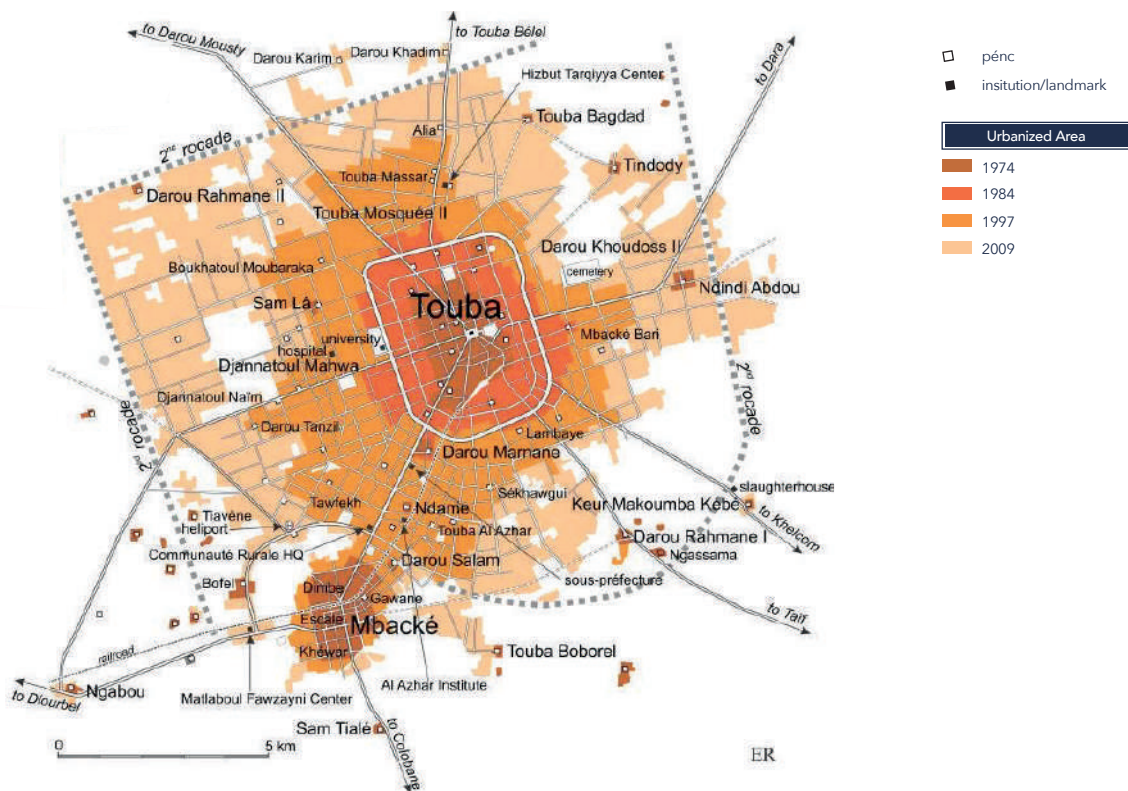 to Darou Mousty
to Touba Bélel
Darou Karim
Darou Khadim
Hizbut Tarqiyya Center
to Dara
2nd rocade
Alia
Touba Bagdad
Touba Massar
Tindody
Darou Rahmane II
Touba Mosquée II
Darou Khoudoss II
Boukhatoul Moubaraka
cemetery
Ndindi Abdou
Sam Lâ
Touba
university
hospital
Mbacké Bari
Djannatoul Mahwa
Djannatoul Naïm
2nd rocade
2nd rocade
Darou Tanzil
Lambaye
Darou Marnane
slaughterhouse
Sékhawgui
Tawfekh
Keur Makoumba Kébé
to Khelcom
Ndame
Tiavène
heliport
Touba Al Azhar
Darou Rahmane I
Ngassama
Communauté Rurale HQ
Darou Salam
sous-préfecture
Bofel
Dimbe
Gawane
to Taif
Escale
Mbacké
Khéwar
railroad
Touba Boborel
Ngabou
Al Azhar Institute
Matlaboul Fawzayni Center
to Diourbel
Sam Tialé
to Colobane
0
5 km
ER
pénc
insitution/landmark
Urbanized Area
1974
1984
1997
2009